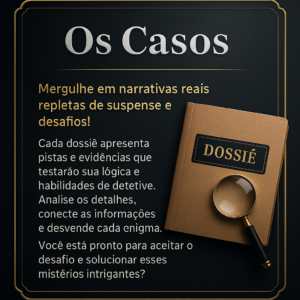 Os Casos
Mergulhe em narrativas reais
repletas de suspense e
desafios!
Cada dossiê apresenta
pistas e evidências que
testarão sua lógica e
habilidades de detetive.
Analise os detalhes,
conecte as informações
e desvende cada enigma.
Você está pronto para aceitar o
desafio e solucionar esses
mistérios intrigantes?
DOSSIÊ